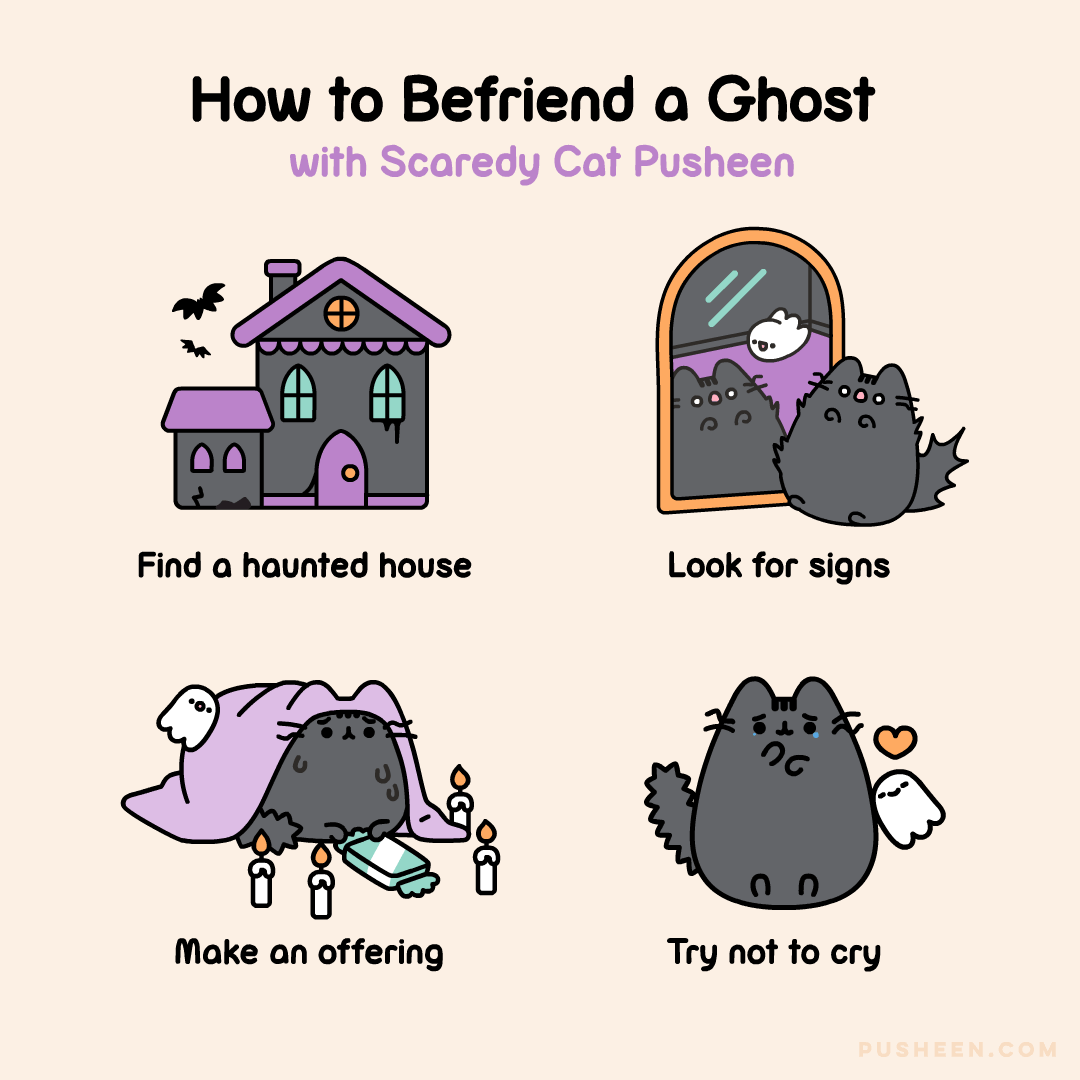 How to Befriend a Ghost
with Scaredy Cat Pusheen
Find a haunted house
Look for signs
Make an offering
Try not to cry
PUSHEEN.COM